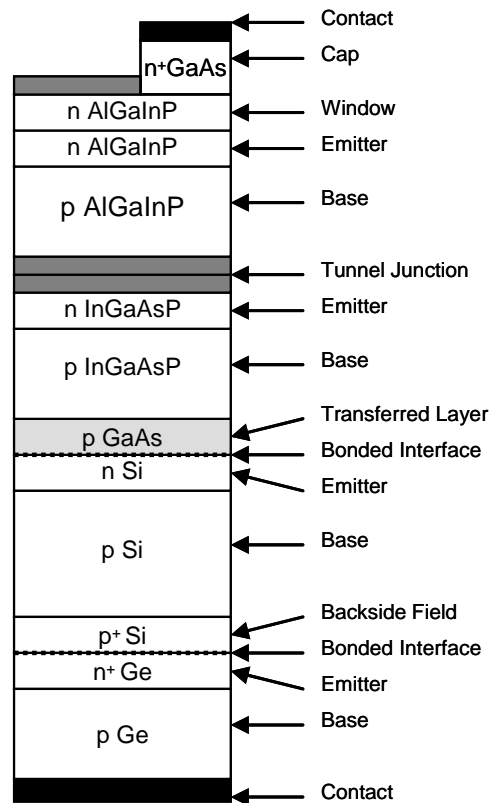 Contact
n+GaAs
Cap
n AlGaInP
Window
n AlGaInP
Emitter
p AlGaInP
Base
Tunnel Junction
n InGaAsP
Emitter
p InGaAsP
Base
Transferred Layer
p GaAs
Bonded Interface
n Si
Emitter
p Si
Base
Backside Field
p+ Si
Bonded Interface
n+ Ge
Emitter
p Ge
Base
Contact